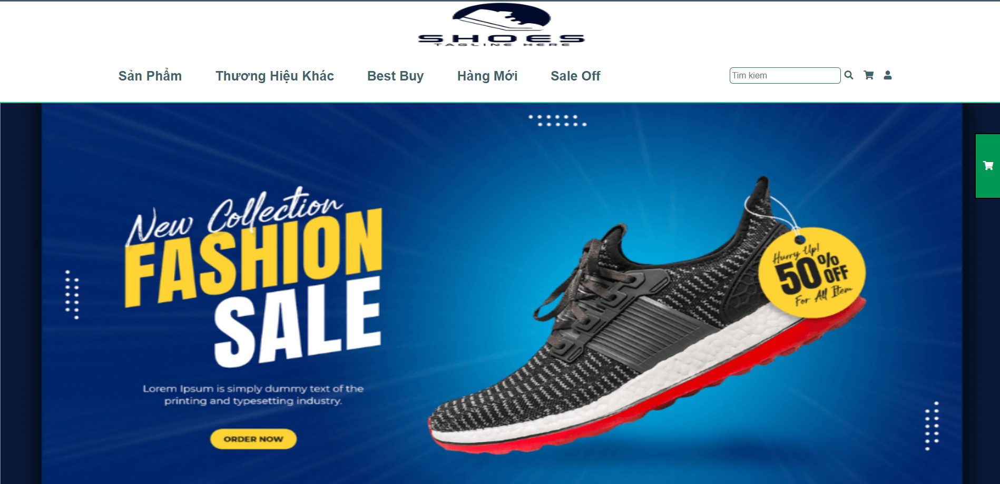 SHOES
TAGLINE HERE
Sản Phẩm Thương Hiệu Khác Best Buy Hàng Mới Sale Off Tim kiem
New Collection
FASHION
SALE
Lorem Ipsum is simply dummy text of the
printing and typesetting industry.
ORDER NOW
Hurry Up!
50% OFF
For All Item